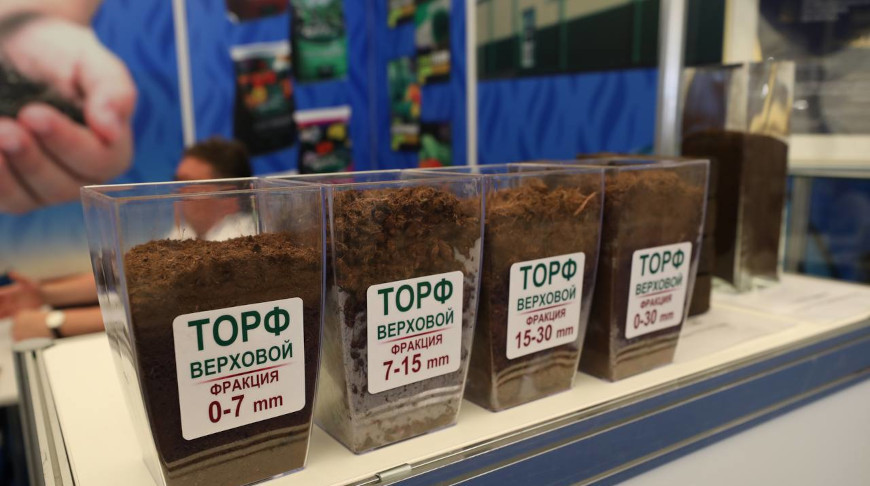 ТОРФ
ВЕРХОВОЙ
ФРАКЦИЯ
0-7 mm
ТОРФ
ВЕРХОВОЙ
ФРАКЦИЯ
7-15 mm
ТОРФ
ВЕРХОВОЙ
ФРАКЦИЯ
15-30 mm
ТОРФ
ВЕРХОВОЙ
ФРАКЦИЯ
0-30 mm